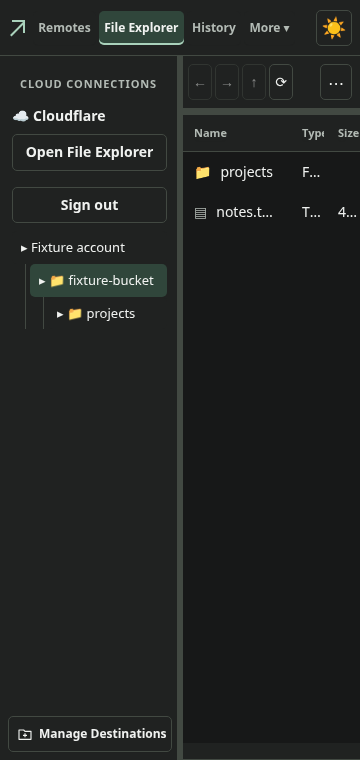 Remotes File Explorer History More ▾
CLOUD CONNECTIONS
Cloudflare
Open File Explorer
Sign out
▸ Fixture account
▸ fixture-bucket
▸ projects
Manage Destinations
← → ↑ ⟳ ...
Name Type Size
projects F...
notes.t... T... 4...